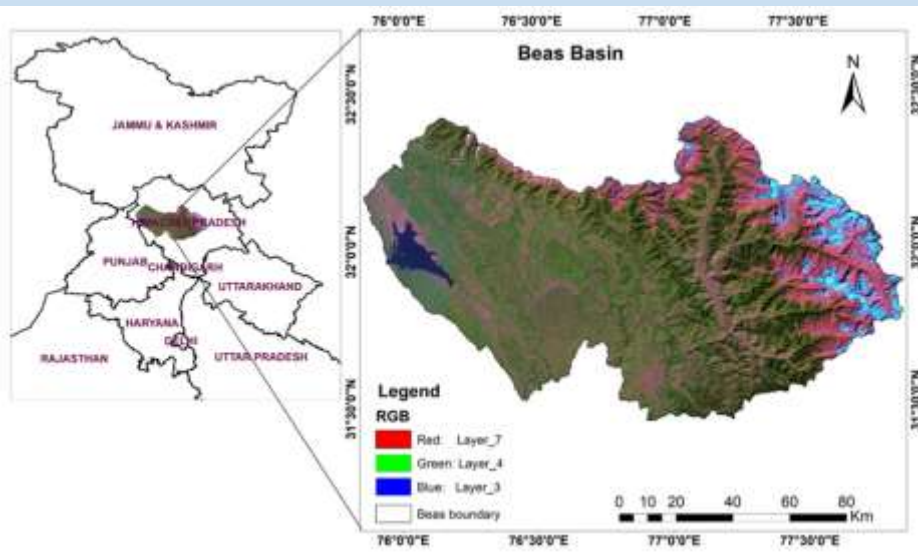 76°0'0"E 76°30'0"E 77°0'0"E 77°30'0"E
Beas Basin
N
JAMMU & KASHMIR
32°30'0"N
PRADESH
32°0'0"N
PUNJAB
CHANDIGARH
UTTARAKHAND
HARYANA
DELHI
RAJASTHAN
UTTAR PRADESH
31°30'0"N
Legend
RGB
Red: Layer_7
Green: Layer_4
Blue: Layer_3
Beas boundary
0 10 20 40 60 80
Km
76°0'0"E 76°30'0"E 77°0'0"E 77°30'0"E